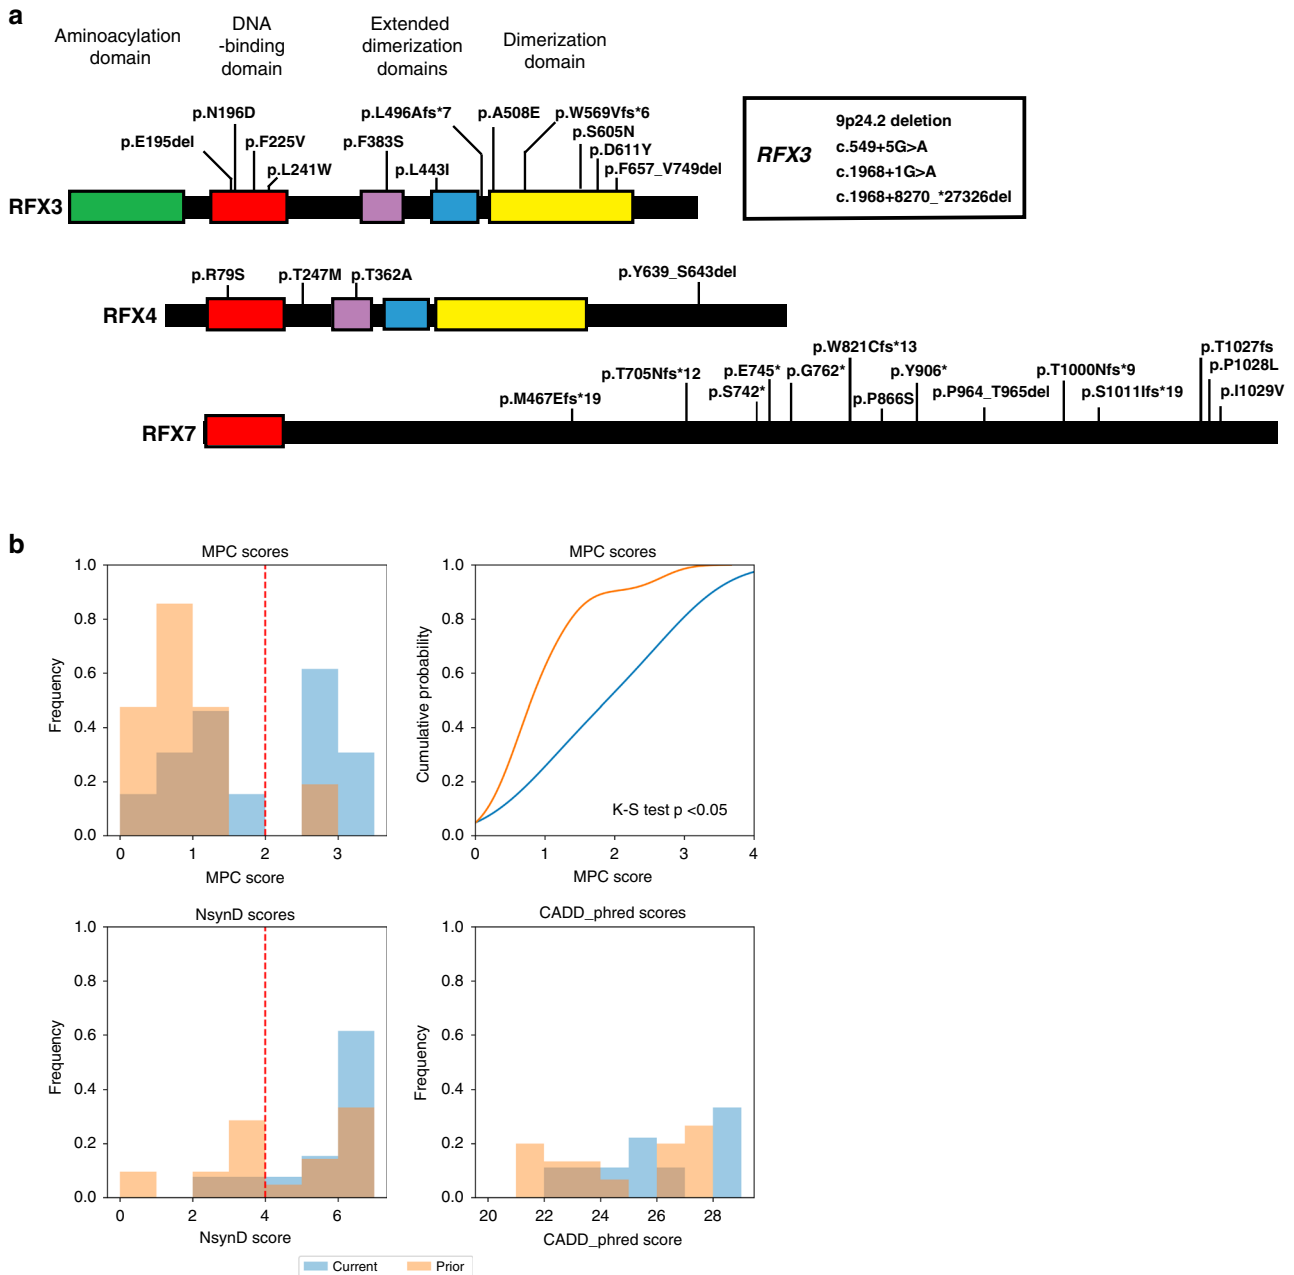 a
Aminoacylation
domain
DNA
-binding
domain
Extended
dimerization
domains
Dimerization
domain
p.N196D
p.L496Afs*7
p.A508E
p.W569Vfs*6
p.E195del
p.F225V
p.F383S
p.S605N
p.D611Y
p.L241W
p.L443I
p.F657_V749del
RFX3
RFX3
9p24.2 deletion
c.549+5G>A
c.1968+1G>A
c.1968+8270_*27326del
p.R79S
p.T247M
p.T362A
p.Y639_S643del
RFX4
p.W821Cfs*13
p.T1027fs
p.T705Nfs*12
p.E745*
p.G762*
p.Y906*
p.T1000Nfs*9
p.P1028L
p.M467Efs*19
p.S742*
p.P866S
p.P964_T965del
p.S1011Ifs*19
p.I1029V
RFX7
b
MPC scores
1.0
0.8
0.6
0.4
0.2
0.0
Frequency
0 1 2 3
MPC score
MPC scores
1.0
0.8
0.6
0.4
0.2
0.0
Cumulative probability
K-S test p <0.05
0 1 2 3 4
MPC score
NsynD scores
1.0
0.8
0.6
0.4
0.2
0.0
Frequency
0 2 4 6
NsynD score
CADD_phred scores
1.0
0.8
0.6
0.4
0.2
0.0
Frequency
20 22 24 26 28
CADD_phred score
Current Prior